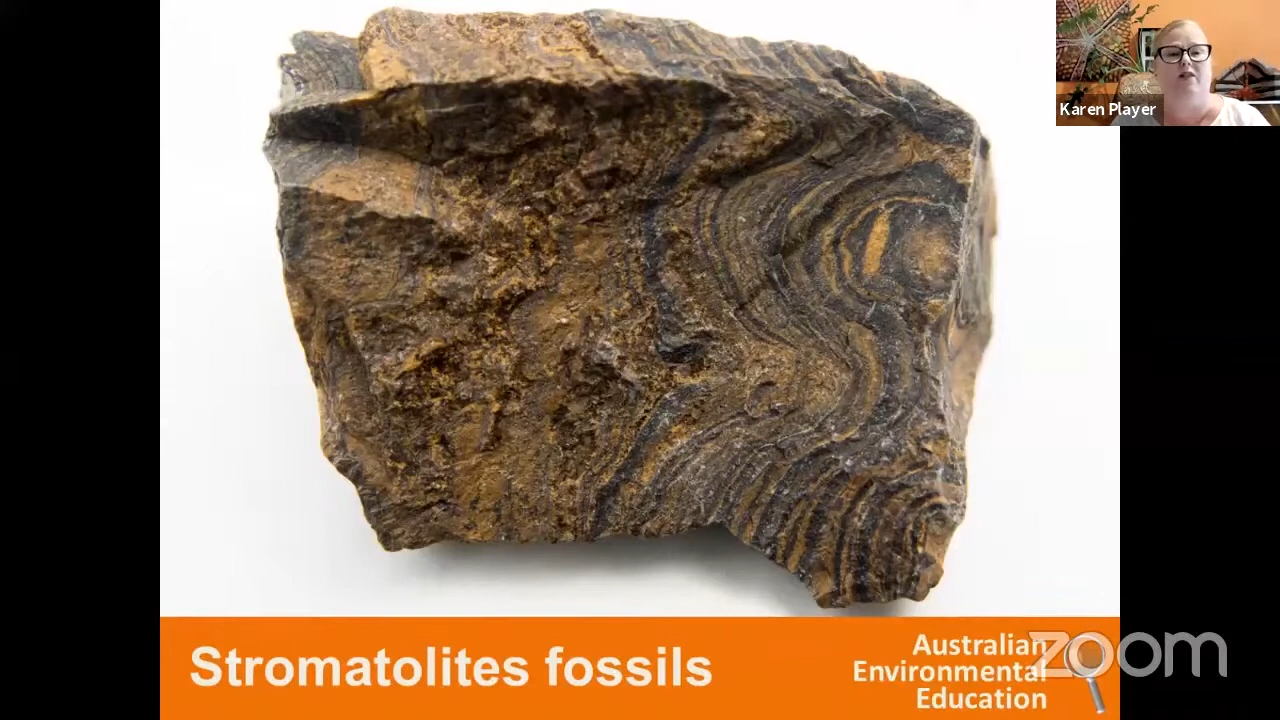 Karen Player
Stromatolites fossils
Australian
Environmental
Education
zoom